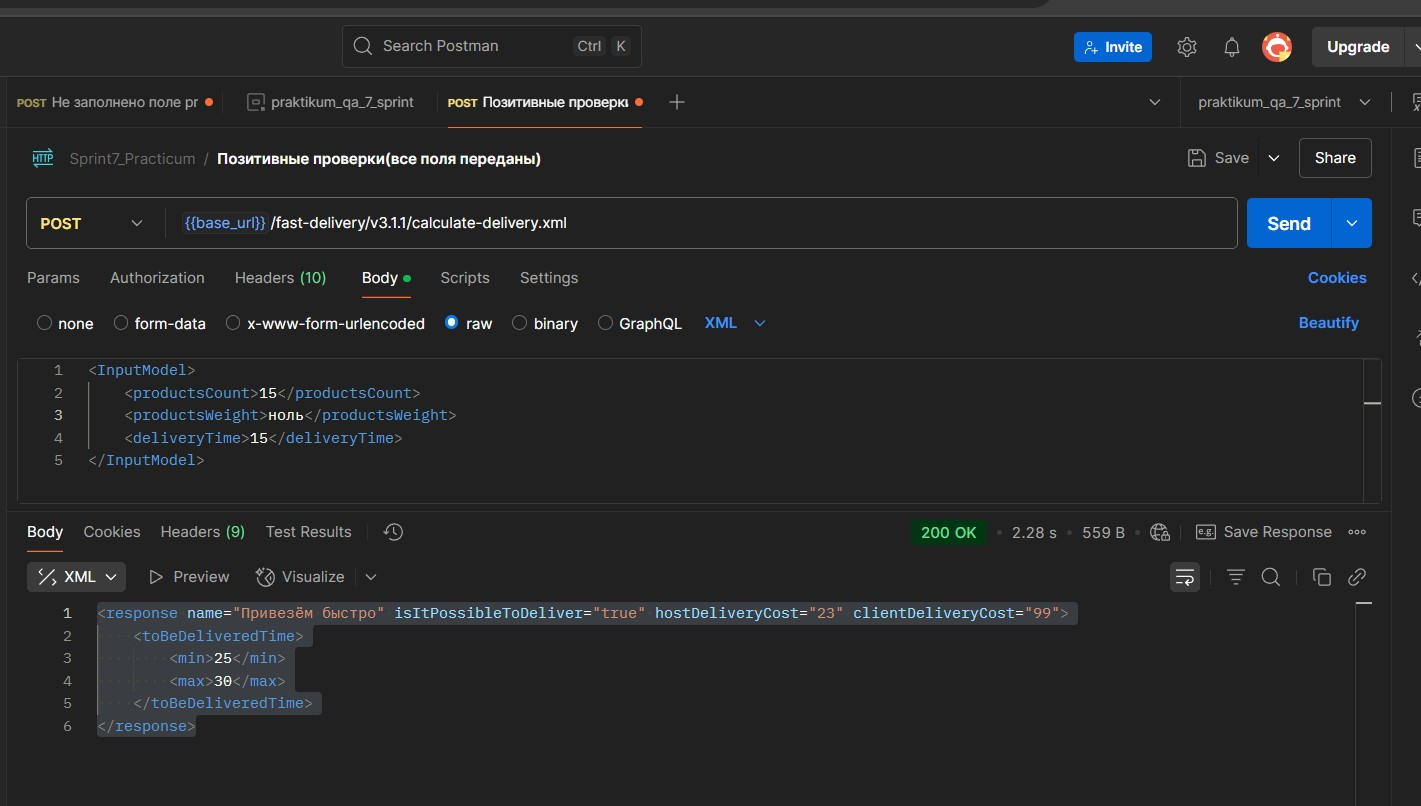 Search Postman Ctrl K Invite Upgrade
POST Не заполнено поле pr praktikum_qa_7_sprint POST Позитивные проверки praktikum_qa_7_sprint
HTTP Sprint7_Practicum / Позитивные проверки(все поля переданы) Save Share
POST {{base_url}} /fast-delivery/v3.1.1/calculate-delivery.xml Send
Params Authorization Headers (10) Body Scripts Settings Cookies
none form-data x-www-form-urlencoded raw binary GraphQL XML Beautify
1 <InputModel>
2 <productsCount>15</productsCount>
3 <productsWeight>ноль</productsWeight>
4 <deliveryTime>15</deliveryTime>
5 </InputModel>
Body Cookies Headers (9) Test Results 200 OK • 2.28 s • 559 B • e.g. Save Response
XML Preview Visualize
1 <response name="Привезём быстро" isItPossibleToDeliver="true" hostDeliveryCost="23" clientDeliveryCost="99">
2 <toBeDeliveredTime>
3 <min>25</min>
4 <max>30</max>
5 </toBeDeliveredTime>
6 </response>